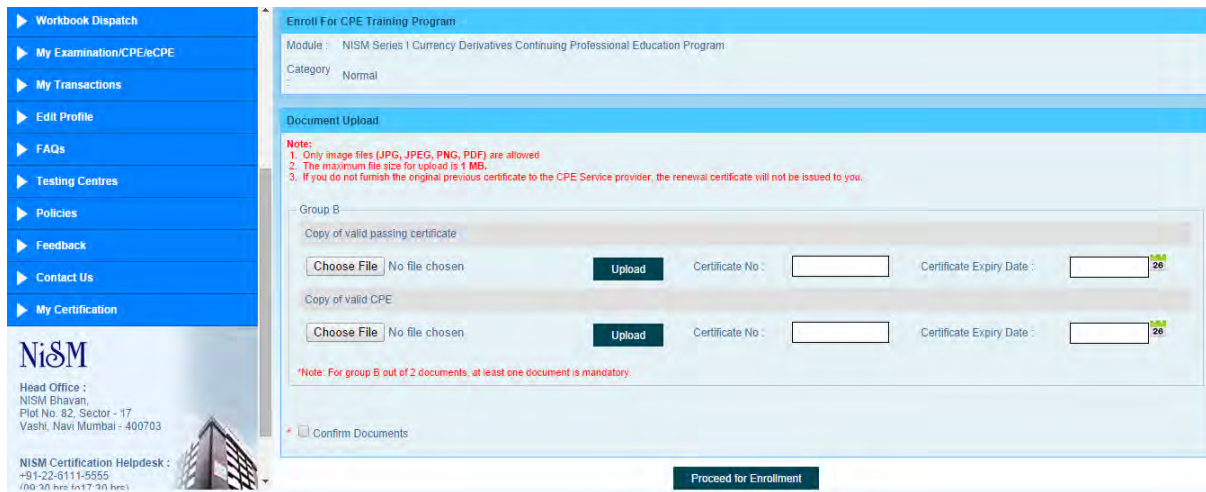 Workbook Dispatch
My Examination/CPE/eCPE
My Transactions
Edit Profile
FAQs
Testing Centres
Policies
Feedback
Contact Us
My Certification
NiSM
Head Office :
NISM Bhavan,
Plot No. 82, Sector - 17
Vashi, Navi Mumbai - 400703
NISM Certification Helpdesk :
+91-22-6111-5555
(09:30 hrs to17:30 hrs)
Enroll For CPE Training Program
Module : NISM Series I Currency Derivatives Continuing Professional Education Program
Category : Normal
Document Upload
Note:
1. Only image files (JPG, JPEG, PNG, PDF) are allowed
2. The maximum file size for upload is 1 MB.
3. If you do not furnish the original previous certificate to the CPE Service provider, the renewal certificate will not be issued to you.
Group B
Copy of valid passing certificate
Choose File No file chosen Upload Certificate No : Certificate Expiry Date : 26
Copy of valid CPE
Choose File No file chosen Upload Certificate No : Certificate Expiry Date : 26
*Note: For group B out of 2 documents, at least one document is mandatory.
* Confirm Documents
Proceed for Enrollment